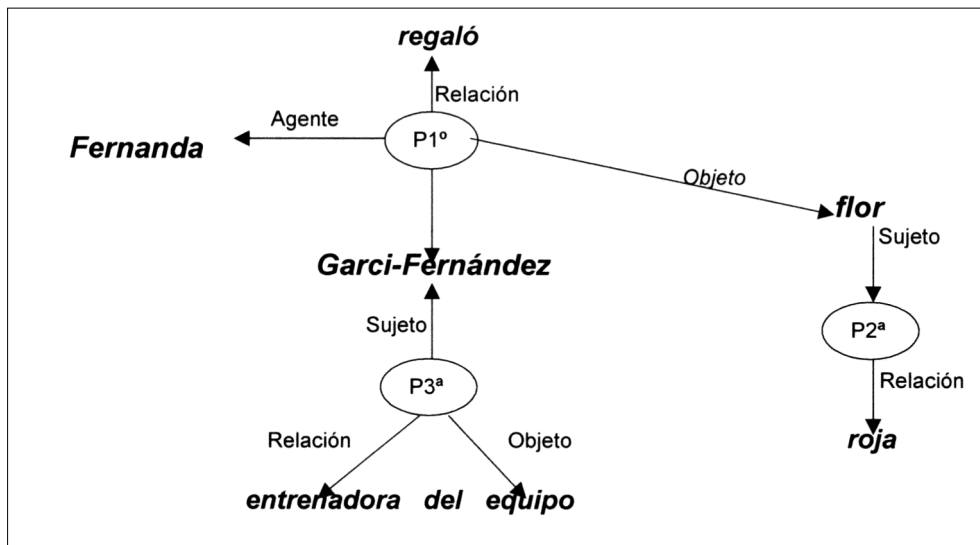 regaló
Relación
Agente
P1º
Fernanda
Objeto
flor
Sujeto
Garci-Fernández
Sujeto
P2ª
P3ª
Relación
Relación
Objeto
roja
entrenadora del equipo